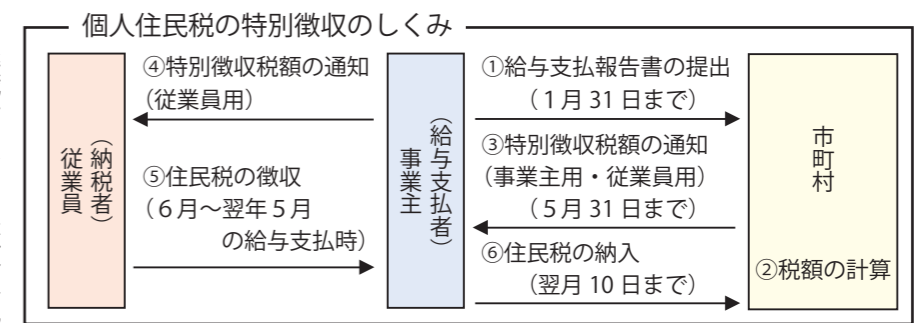 個人住民税の特別徴収のしくみ
従業員
（納税者）
④特別徴収税額の通知
（従業員用）
⑤住民税の徴収
（６月～翌年５月
の給与支払時）
事業主
（給与支払者）
①給与支払報告書の提出
（１月 31 日まで）
③特別徴収税額の通知
（事業主用・従業員用）
（５月 31 日まで）
⑥住民税の納入
（翌月 10 日まで）
市町村
②税額の計算